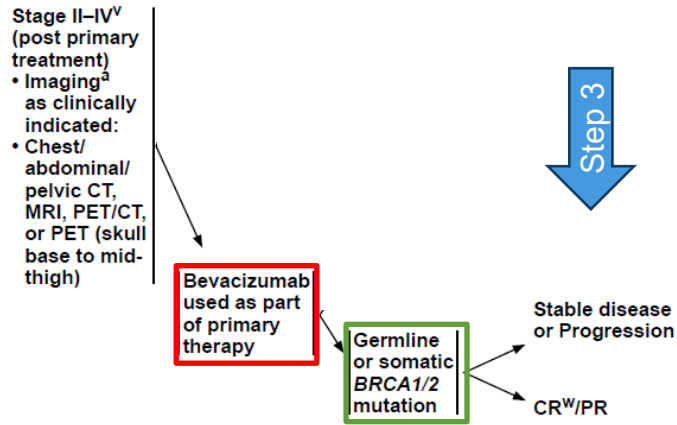 Stage II–IVᵛ
(post primary
treatment)
• Imagingᵃ
as clinically
indicated:
• Chest/
abdominal/
pelvic CT,
MRI, PET/CT,
or PET (skull
base to mid-
thigh)
Step 3
Bevacizumab
used as part
of primary
therapy
Germline
or somatic
BRCA1/2
mutation
Stable disease
or Progression
CRʷ/PR